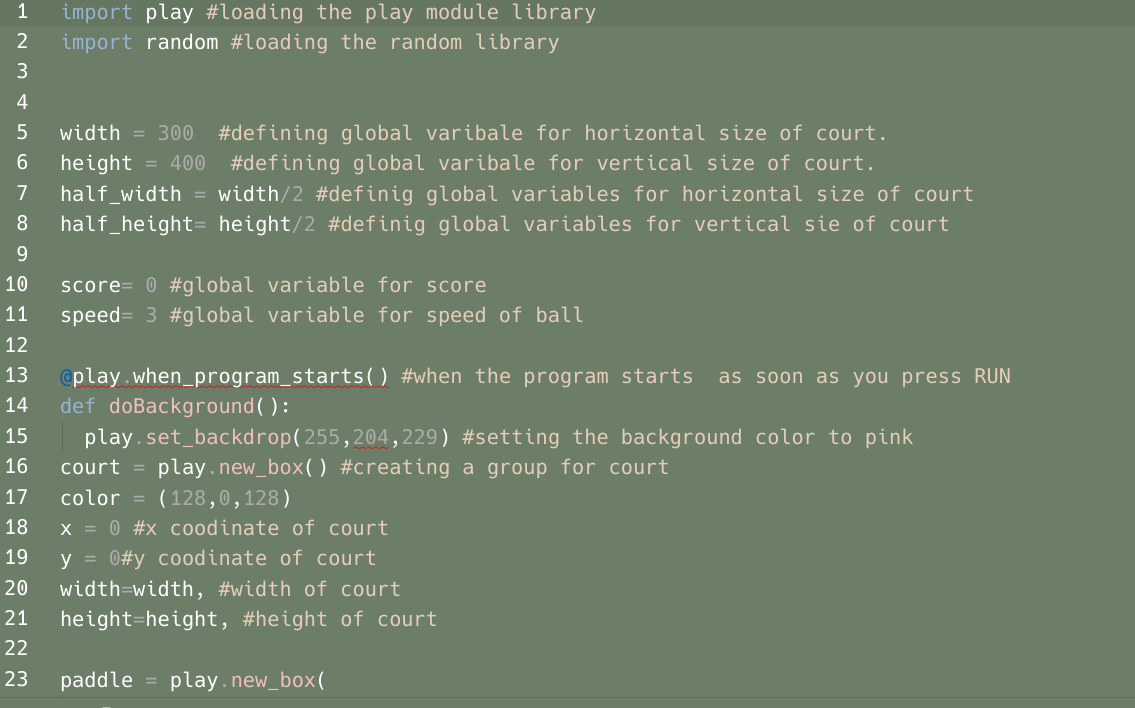 1 import play #loading the play module library
2 import random #loading the random library
3
4
5 width = 300  #defining global varibale for horizontal size of court.
6 height = 400  #defining global varibale for vertical size of court.
7 half_width = width/2 #definig global variables for horizontal size of court
8 half_height= height/2 #definig global variables for vertical sie of court
9
10 score= 0 #global variable for score
11 speed= 3 #global variable for speed of ball
12
13 @play.when_program_starts() #when the program starts  as soon as you press RUN
14 def doBackground():
15   play.set_backdrop(255,204,229) #setting the background color to pink
16 court = play.new_box() #creating a group for court
17 color = (128,0,128)
18 x = 0 #x coodinate of court
19 y = 0#y coodinate of court
20 width=width, #width of court
21 height=height, #height of court
22
23 paddle = play.new_box(